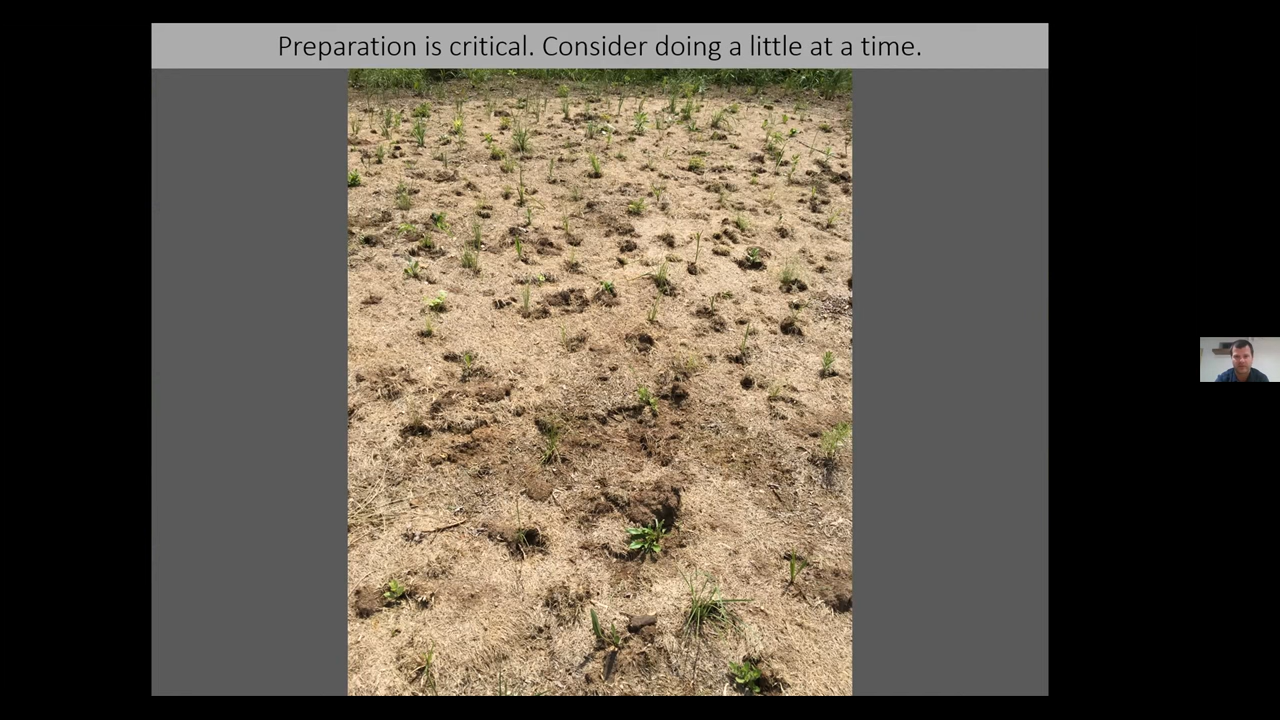 Preparation is critical. Consider doing a little at a time.